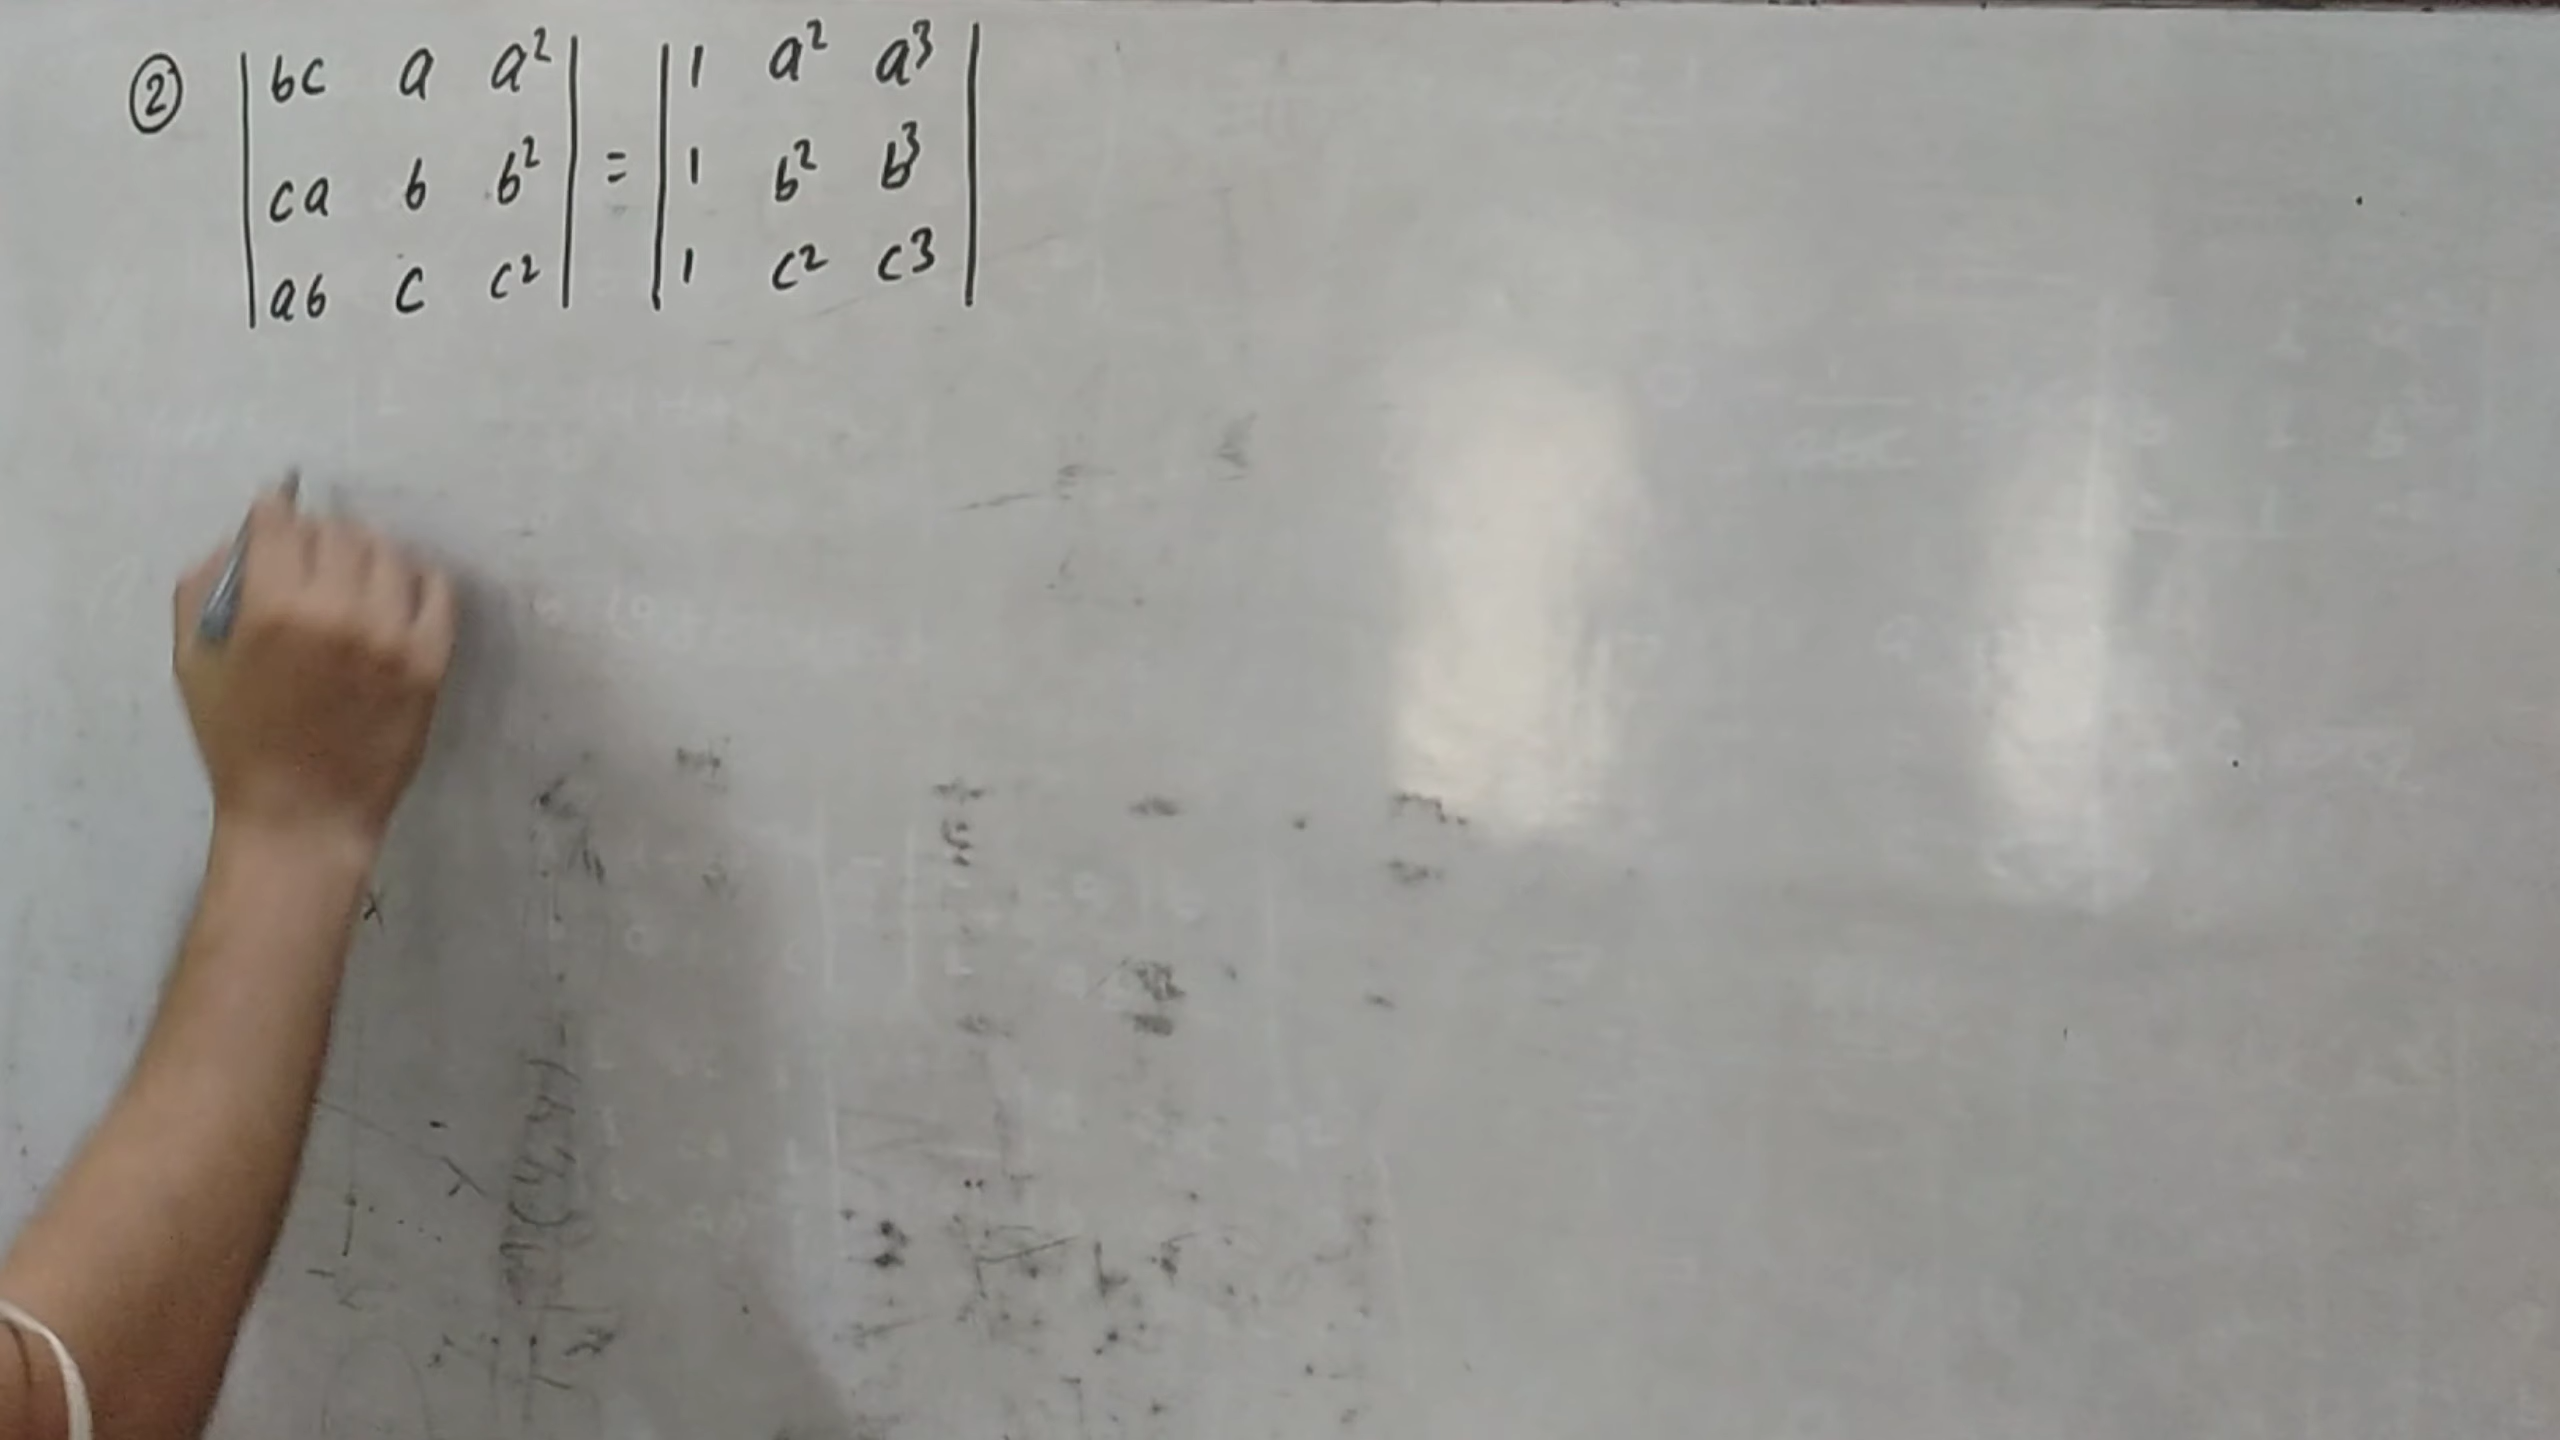 ② | bc a a² | = | 1 a² a³ |
| ca b b² | | 1 b² b³ |
| ab c c² | | 1 c² c³ |